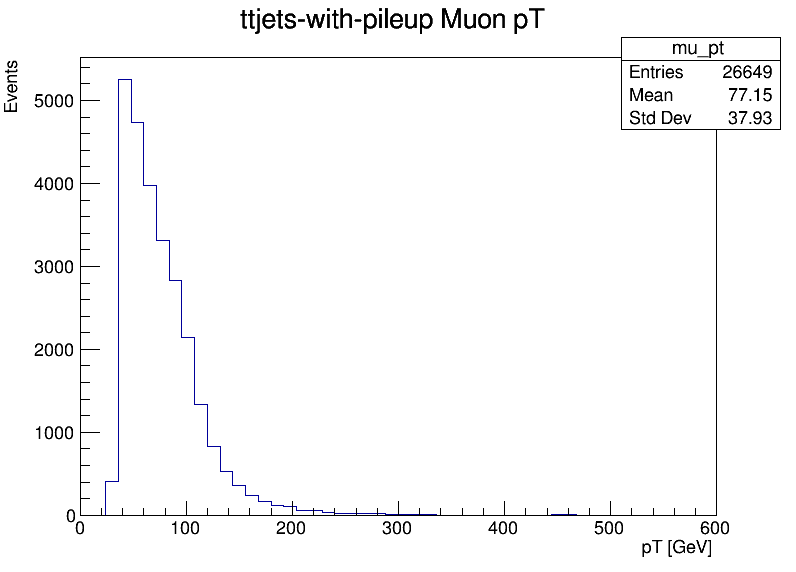 ttjets-with-pileup Muon pT
mu_pt
Entries 26649
Mean 77.15
Std Dev 37.93
Events
5000
4000
3000
2000
1000
0
0 100 200 300 400 500 600
pT [GeV]